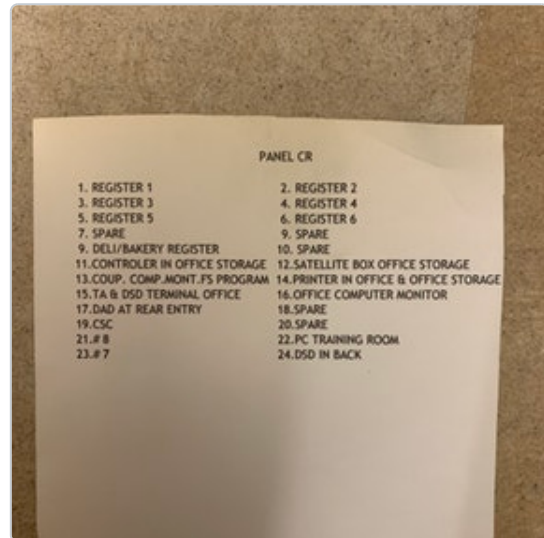 PANEL CR
1. REGISTER 1 2. REGISTER 2
3. REGISTER 3 4. REGISTER 4
5. REGISTER 5 6. REGISTER 6
7. SPARE 9. SPARE
9. DELI/BAKERY REGISTER 10. SPARE
11.CONTROLER IN OFFICE STORAGE 12.SATELLITE BOX OFFICE STORAGE
13.COUP. COMP.MONT.FS PROGRAM 14.PRINTER IN OFFICE & OFFICE STORAGE
15.TA & DSD TERMINAL OFFICE 16.OFFICE COMPUTER MONITOR
17.DAD AT REAR ENTRY 18.SPARE
19.CSC 20.SPARE
21.# 8 22.PC TRAINING ROOM
23.# 7 24.DSD IN BACK